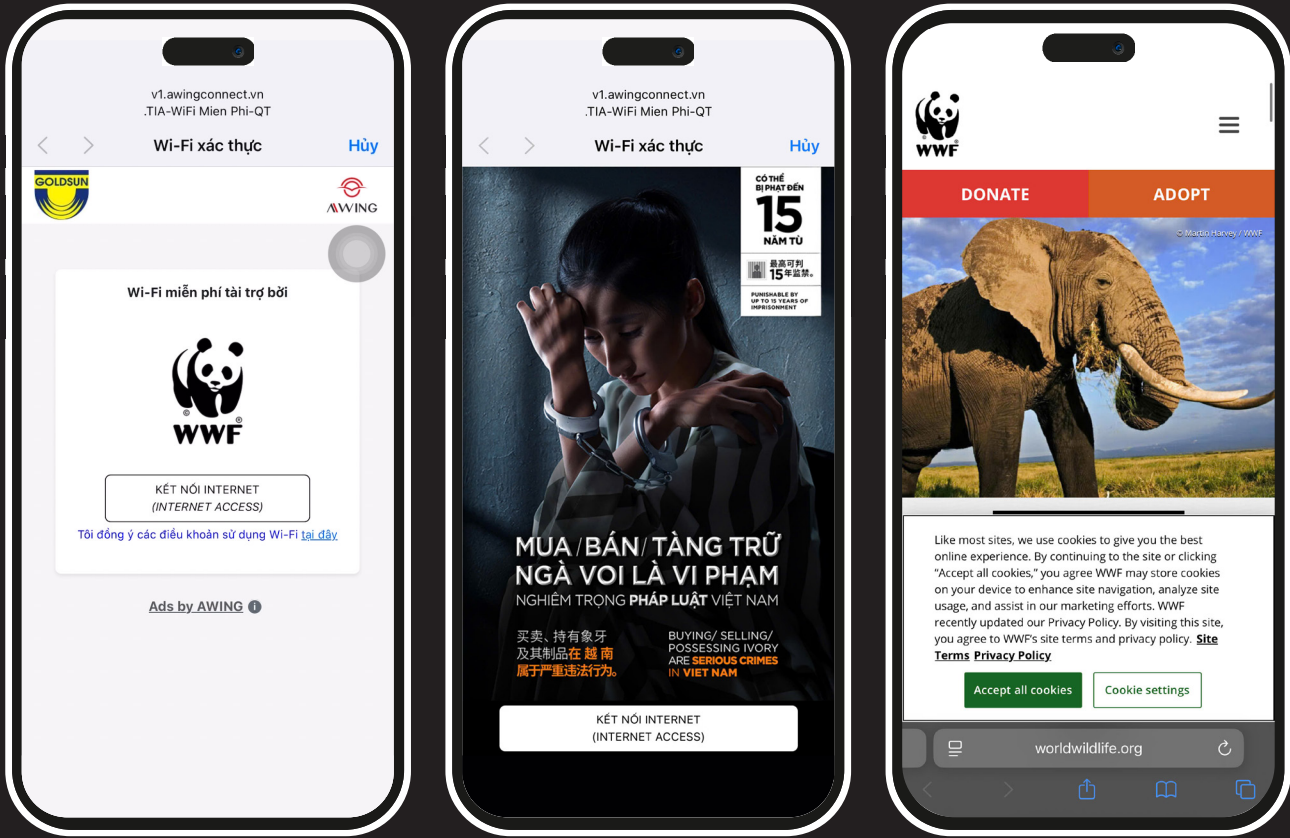 v1.awingconnect.vn
.TIA-WiFi Mien Phi-QT
Wi-Fi xác thực
Hủy
GOLDSUN
AWING
Wi-Fi miễn phí tài trợ bởi
©
®
WWF
KẾT NỐI INTERNET
(INTERNET ACCESS)
Tôi đồng ý các điều khoản sử dụng Wi-Fi tại đây
Ads by AWING
v1.awingconnect.vn
.TIA-WiFi Mien Phi-QT
Wi-Fi xác thực
Hủy
CÓ THỂ
BỊ PHẠT ĐẾN
15
NĂM TÙ
最高可判
15年监禁。
PUNISHABLE BY
UP TO 15 YEARS OF
IMPRISONMENT
MUA/BÁN/TÀNG TRỮ
NGÀ VOI LÀ VI PHẠM
NGHIÊM TRỌNG PHÁP LUẬT VIỆT NAM
买卖、持有象牙
及其制品在越南
属于严重违法行为。
BUYING/ SELLING/
POSSESSING IVORY
ARE SERIOUS CRIMES
IN VIET NAM
KẾT NỐI INTERNET
(INTERNET ACCESS)
WWF
DONATE
ADOPT
© Martin Harvey / WWF
Like most sites, we use cookies to give you the best
online experience. By continuing to the site or clicking
“Accept all cookies,” you agree WWF may store cookies
on your device to enhance site navigation, analyze site
usage, and assist in our marketing efforts. WWF
recently updated our Privacy Policy. By visiting this site,
you agree to WWF’s site terms and privacy policy. Site
Terms Privacy Policy
Accept all cookies
Cookie settings
worldwildlife.org